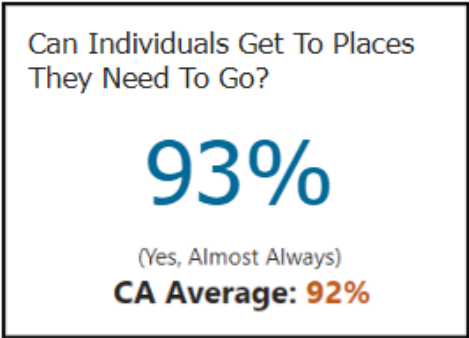 Can Individuals Get To Places
They Need To Go?
93%
(Yes, Almost Always)
CA Average: 92%